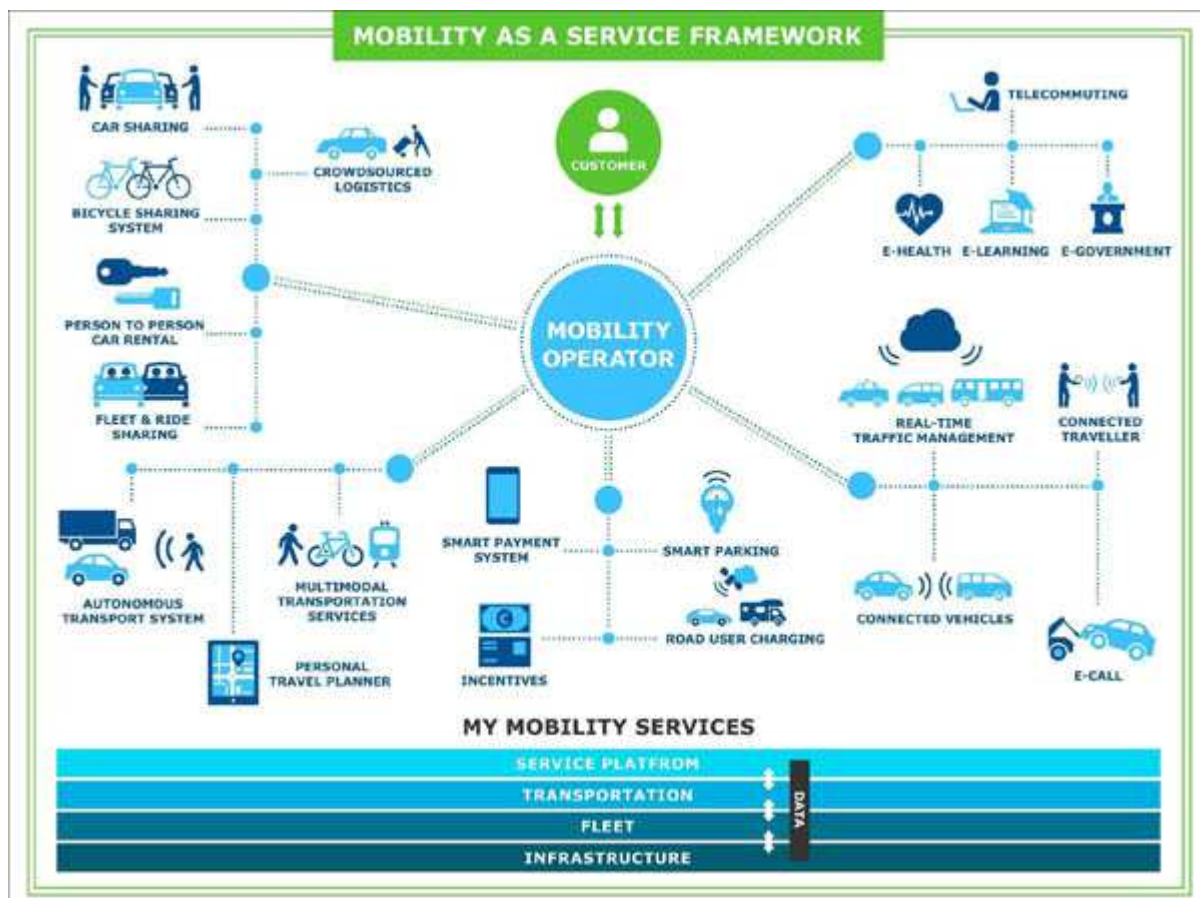 MOBILITY AS A SERVICE FRAMEWORK
CAR SHARING
CROWDSOURCED
LOGISTICS
BICYCLE SHARING
SYSTEM
PERSON TO PERSON
CAR RENTAL
FLEET & RIDE
SHARING
CUSTOMER
MOBILITY
OPERATOR
TELECOMMUTING
E-HEALTH
E-LEARNING
E-GOVERNMENT
REAL-TIME
TRAFFIC MANAGEMENT
CONNECTED
TRAVELLER
AUTONOMOUS
TRANSPORT SYSTEM
MULTIMODAL
TRANSPORTATION
SERVICES
PERSONAL
TRAVEL PLANNER
SMART PAYMENT
SYSTEM
SMART PARKING
INCENTIVES
ROAD USER CHARGING
CONNECTED VEHICLES
E-CALL
MY MOBILITY SERVICES
SERVICE PLATFROM
TRANSPORTATION
FLEET
INFRASTRUCTURE
DATA